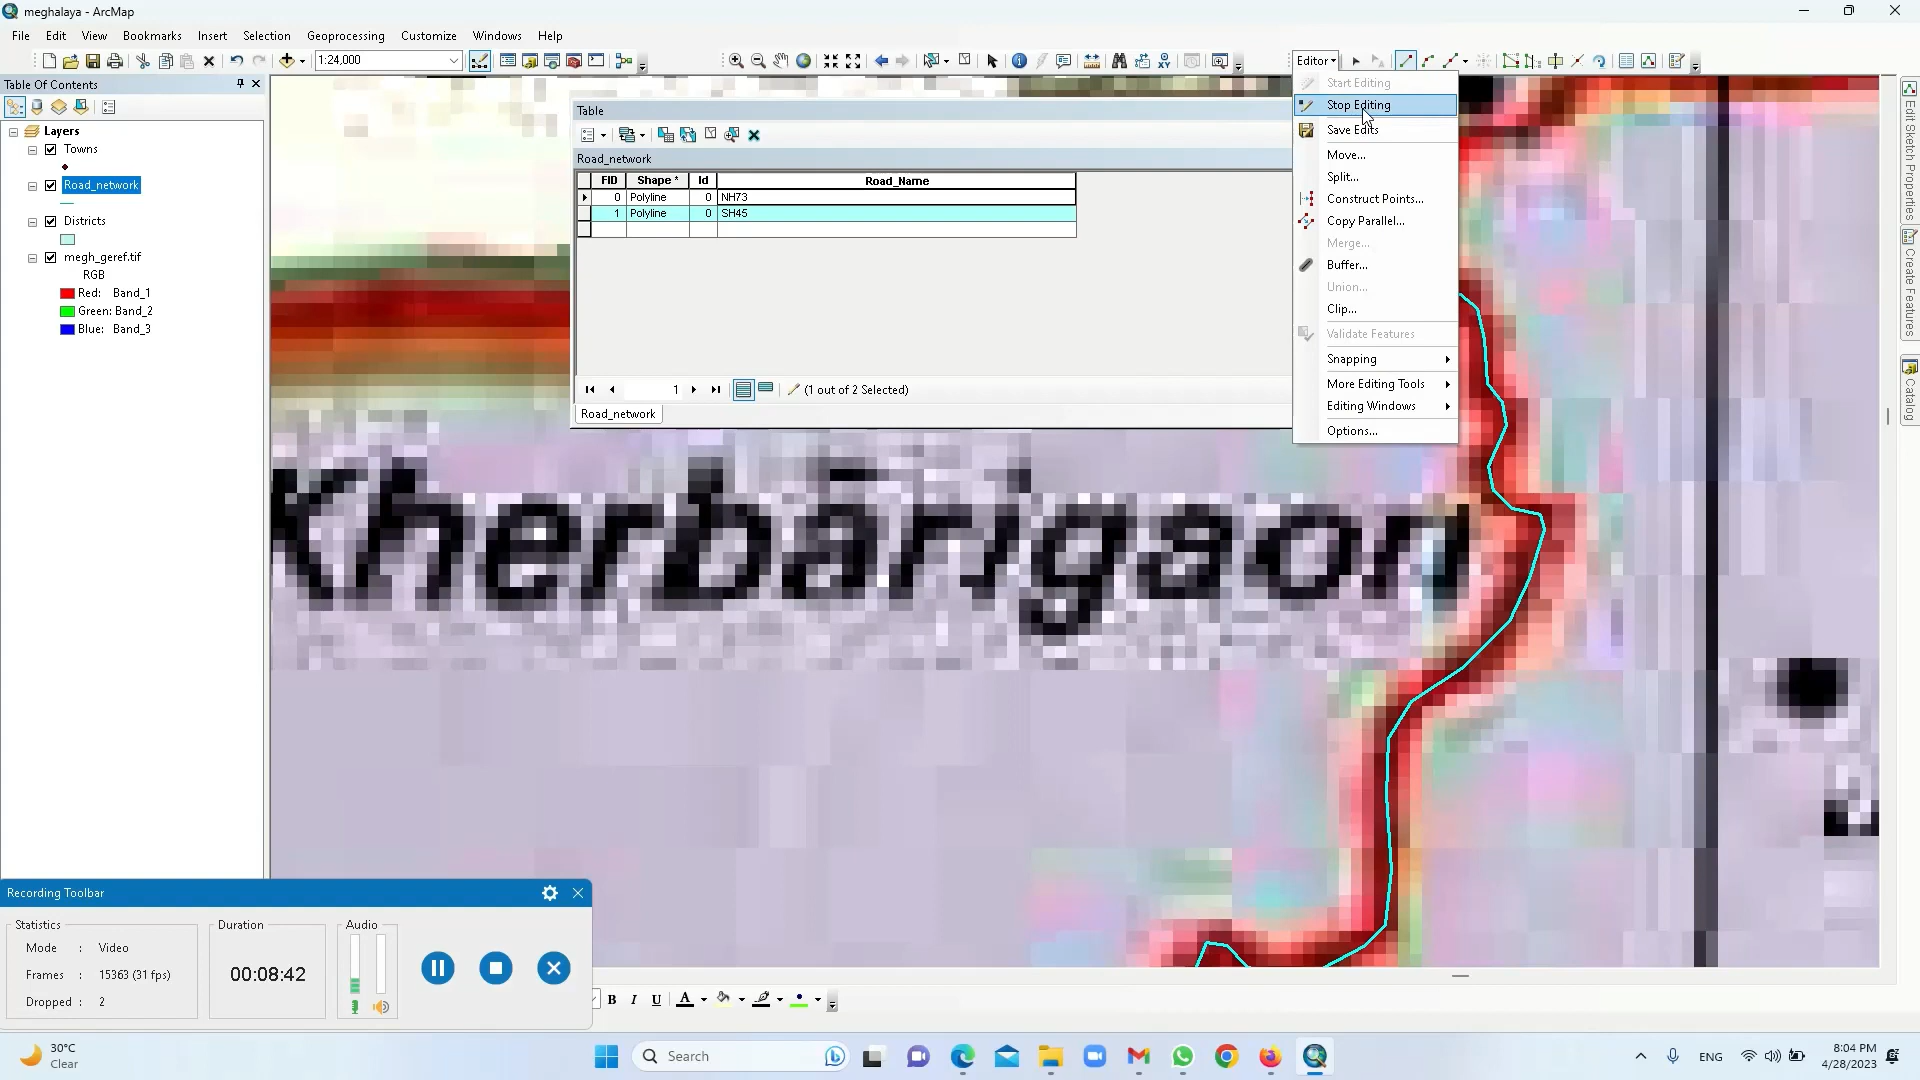 meghalaya - ArcMap
File Edit View Bookmarks Insert Selection Geoprocessing Customize Windows Help
1:24,000
Editor
Table Of Contents
Layers
Towns
Road_network
Districts
megh_geref.tif
RGB
Red: Band_1
Green: Band_2
Blue: Band_3
Table
Road_network
FID Shape * Id Road_Name
0 Polyline 0 NH73
1 Polyline 0 SH45
1 (1 out of 2 Selected)
Road_network
Start Editing
Stop Editing
Save Edits
Move...
Split...
Construct Points...
Copy Parallel...
Merge...
Buffer...
Union...
Clip...
Validate Features
Snapping
More Editing Tools
Editing Windows
Options...
Edit Sketch Properties
Create Features
Catalog
Kherbārigaon
Recording Toolbar
Statistics
Mode : Video
Frames : 15363 (31 fps)
Dropped : 2
Duration
00:08:42
Audio
B I U A
30°C
Clear
Search
ENG
8:04 PM
4/28/2023